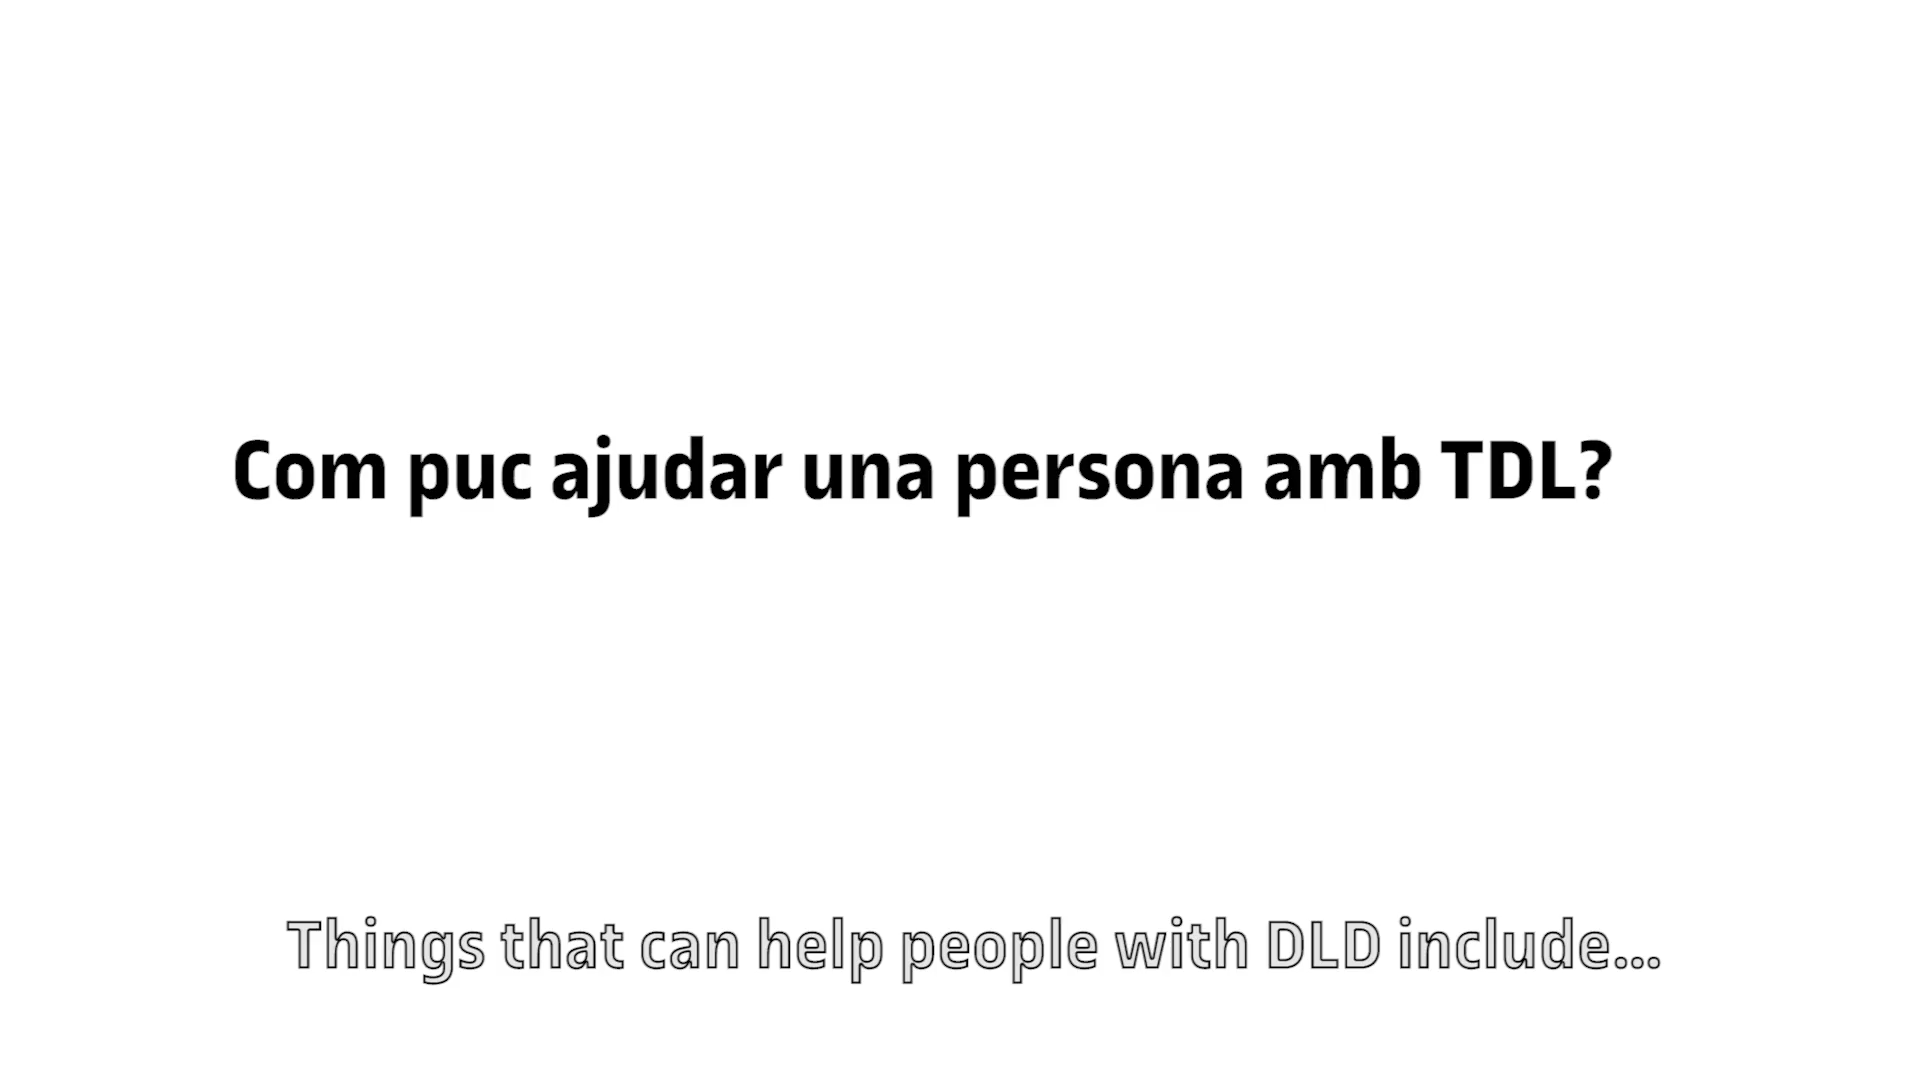 Com puc ajudar una persona amb TDL?
Things that can help people with DLD include...